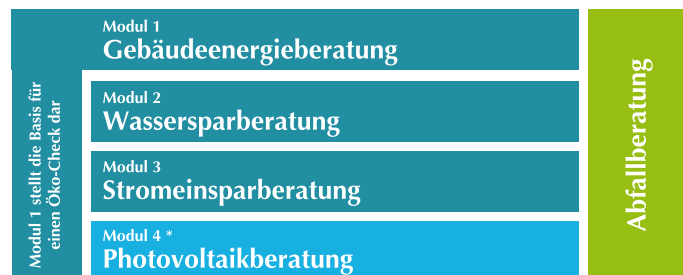 Modul 1
Gebäudeenergieberatung
Modul 1 stellt die Basis für
einen Öko-Check dar
Modul 2
Wassersparberatung
Modul 3
Stromeinsparberatung
Modul 4 *
Photovoltaikberatung
Abfallberatung